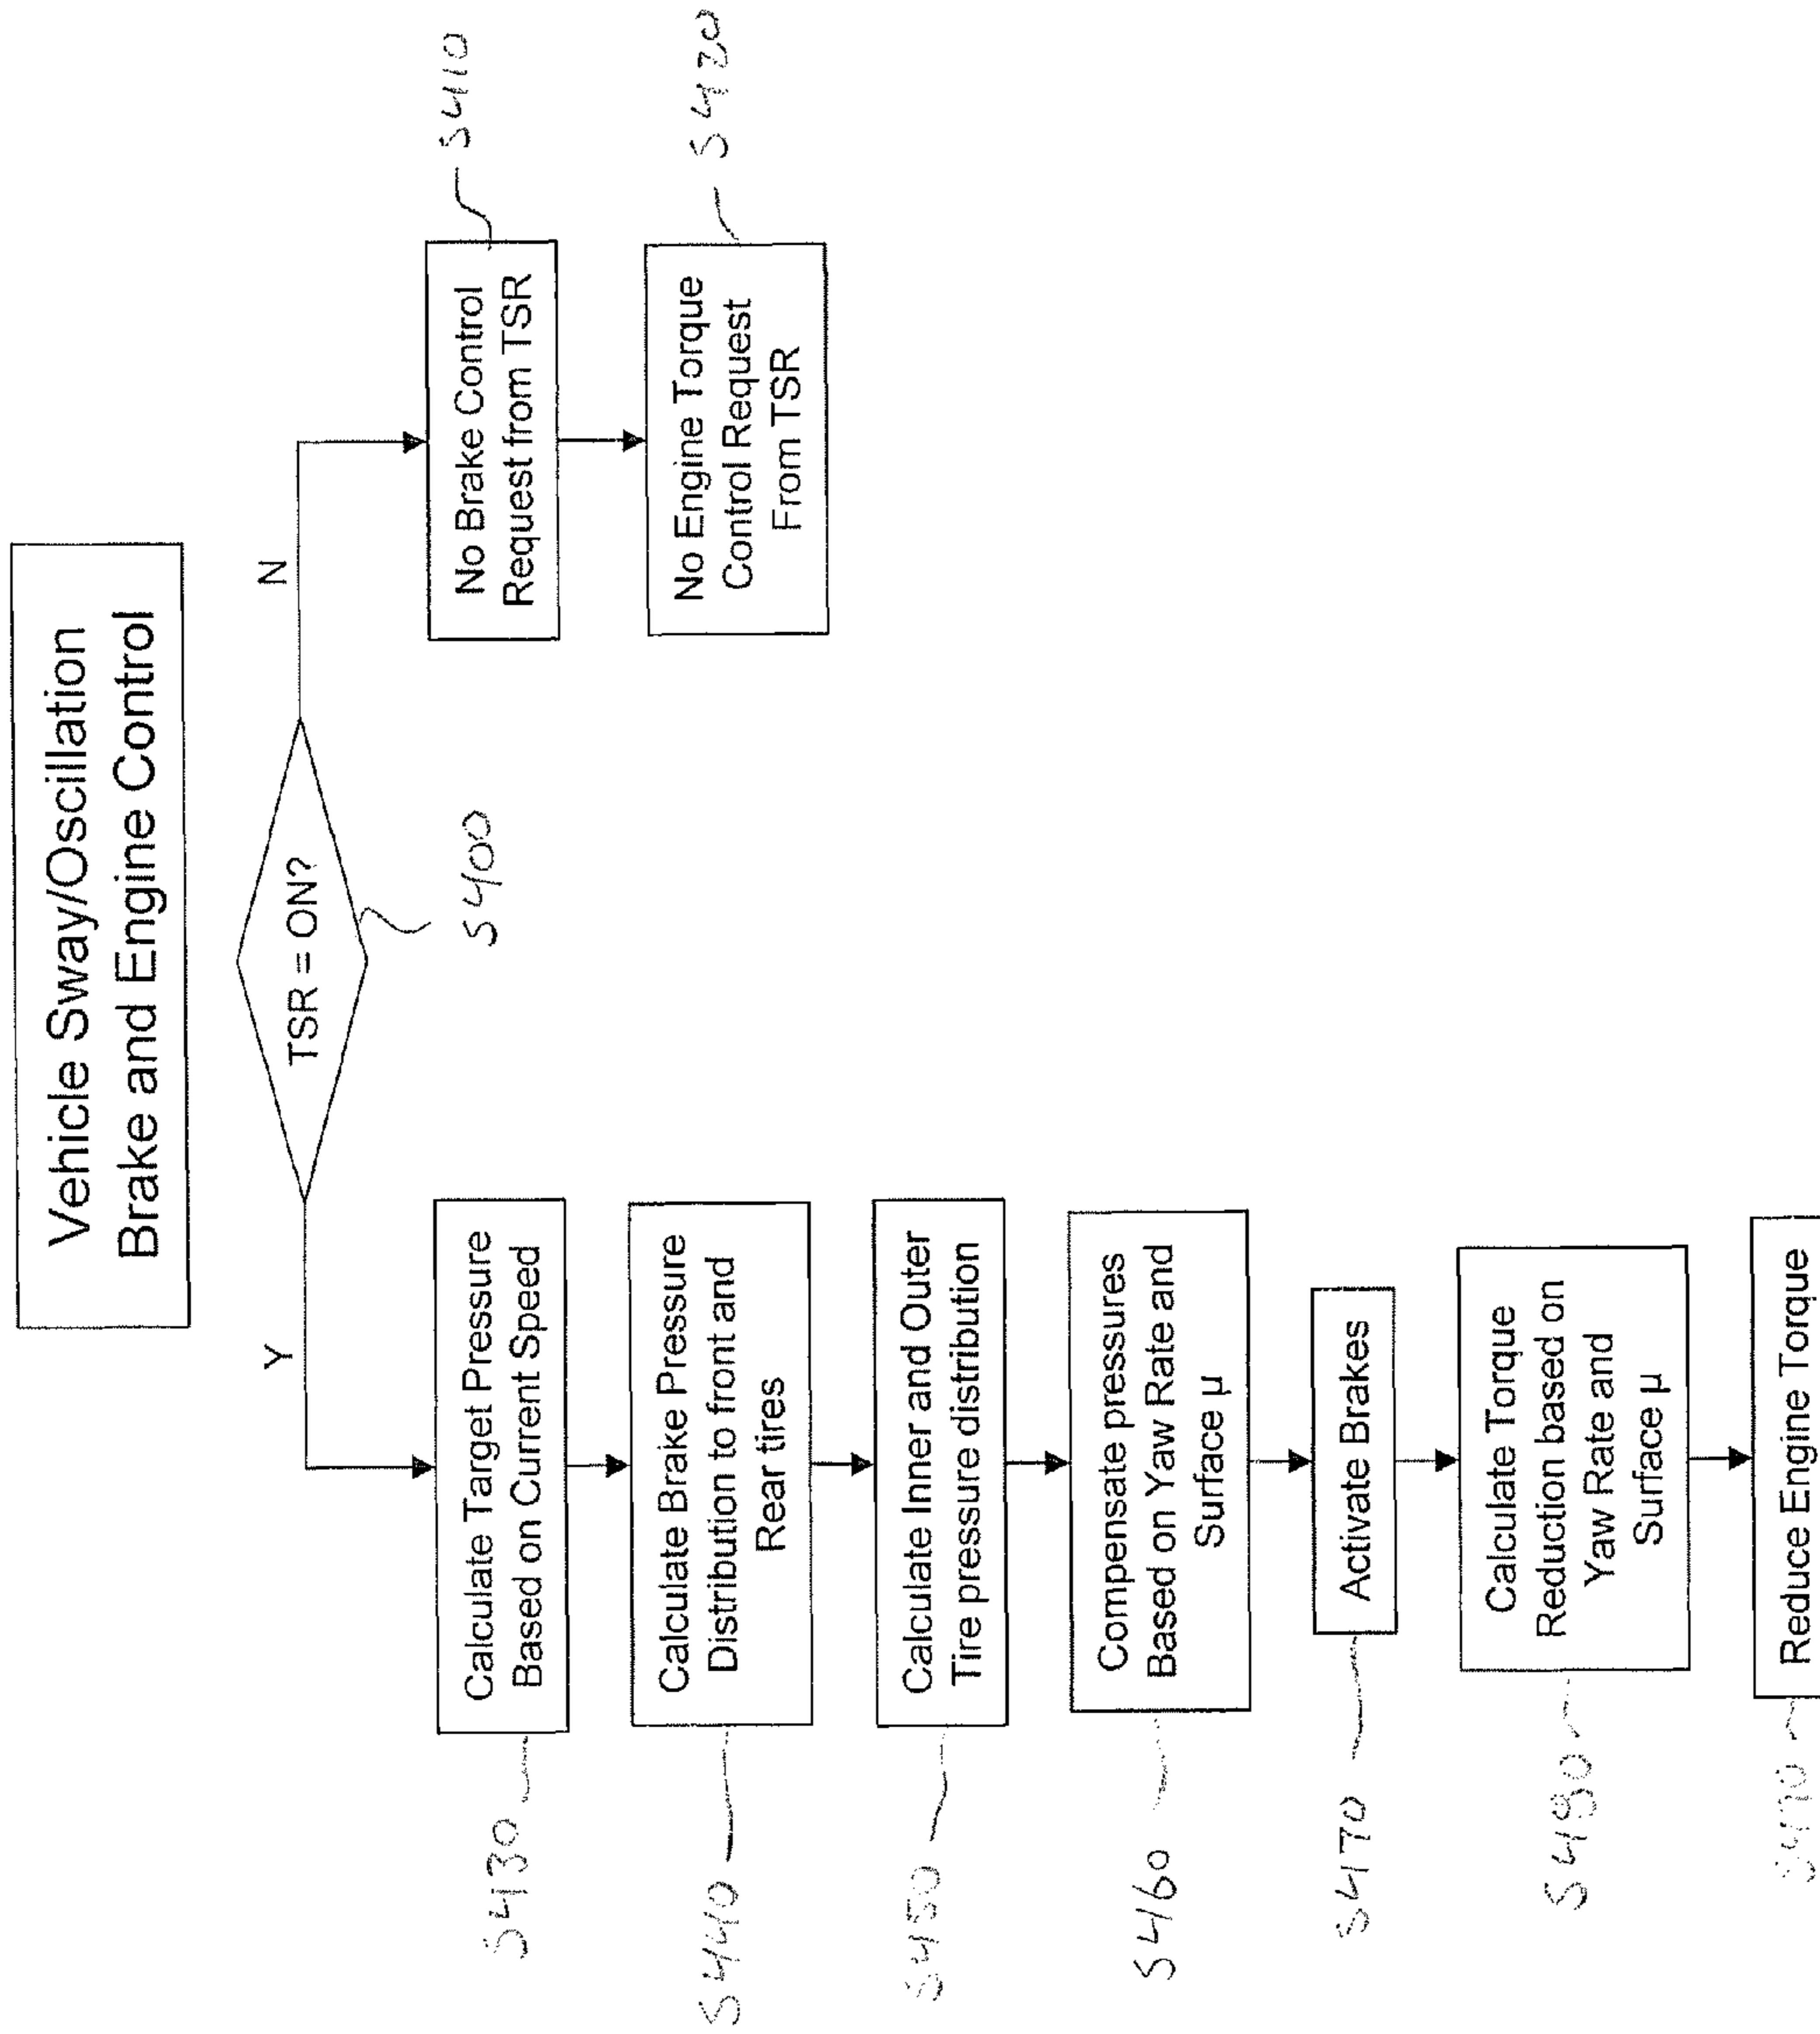 Vehicle Sway/Oscillation
Brake and Engine Control
TSR = ON?
S400
Y
N
No Brake Control
Request from TSR
S410
No Engine Torque
Control Request
From TSR
S420
Calculate Target Pressure
Based on Current Speed
S430
Calculate Brake Pressure
Distribution to front and
Rear tires
S440
Calculate Inner and Outer
Tire pressure distribution
S450
Compensate pressures
Based on Yaw Rate and
Surface µ
S460
Activate Brakes
S470
Calculate Torque
Reduction based on
Yaw Rate and
Surface µ
S480
Reduce Engine Torque
S490